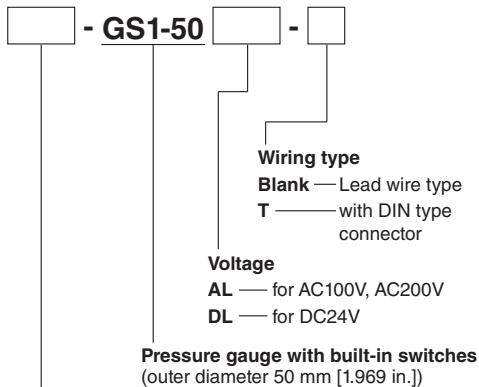 - GS1-50 -
Wiring type
Blank — Lead wire type
T — with DIN type
connector
Voltage
AL — for AC100V, AC200V
DL — for DC24V
Pressure gauge with built-in switches
(outer diameter 50 mm [1.969 in.])